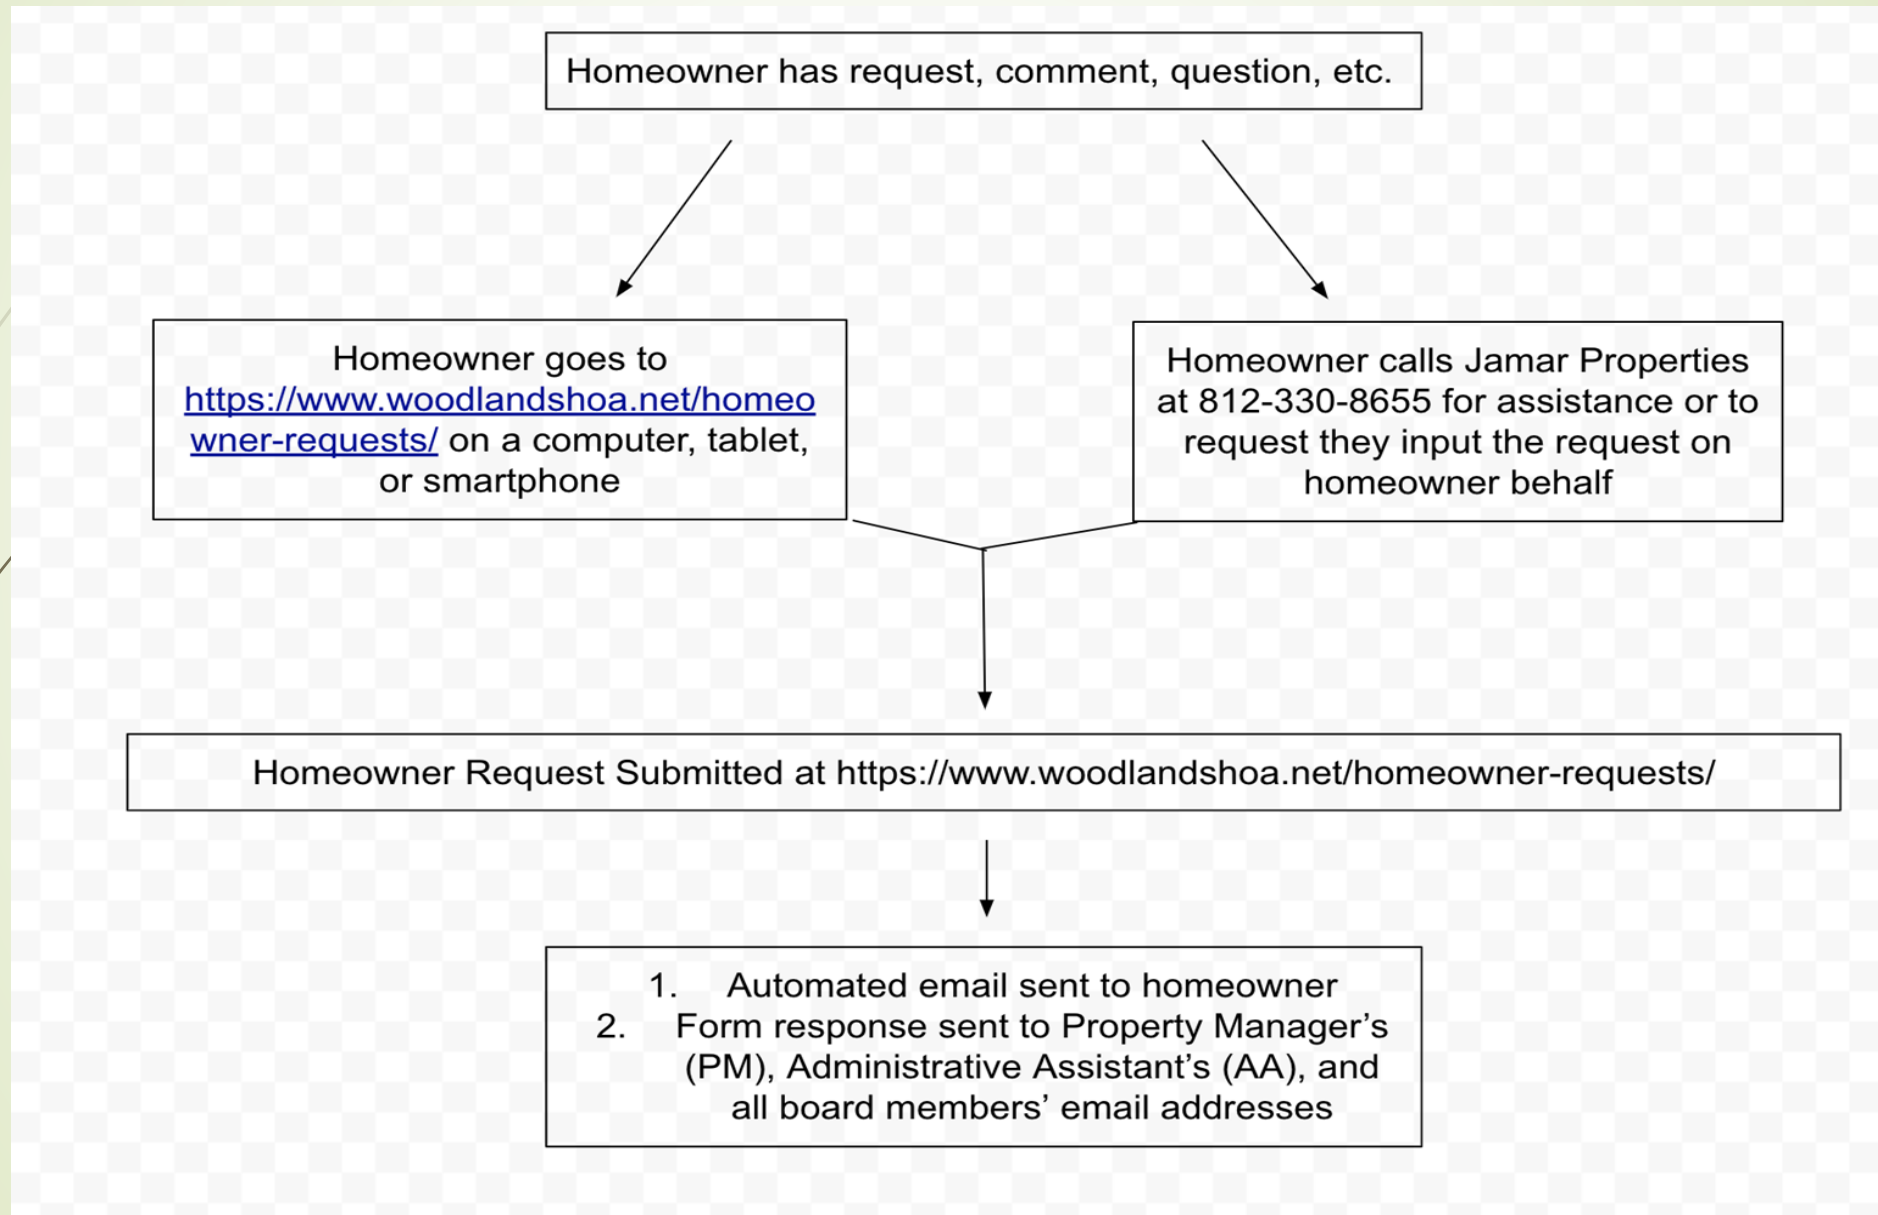 Homeowner has request, comment, question, etc.
Homeowner goes to
https://www.woodlandshoa.net/homeo
wner-requests/ on a computer, tablet,
or smartphone
Homeowner calls Jamar Properties
at 812-330-8655 for assistance or to
request they input the request on
homeowner behalf
Homeowner Request Submitted at https://www.woodlandshoa.net/homeowner-requests/
1. Automated email sent to homeowner
2. Form response sent to Property Manager’s
(PM), Administrative Assistant’s (AA), and
all board members’ email addresses